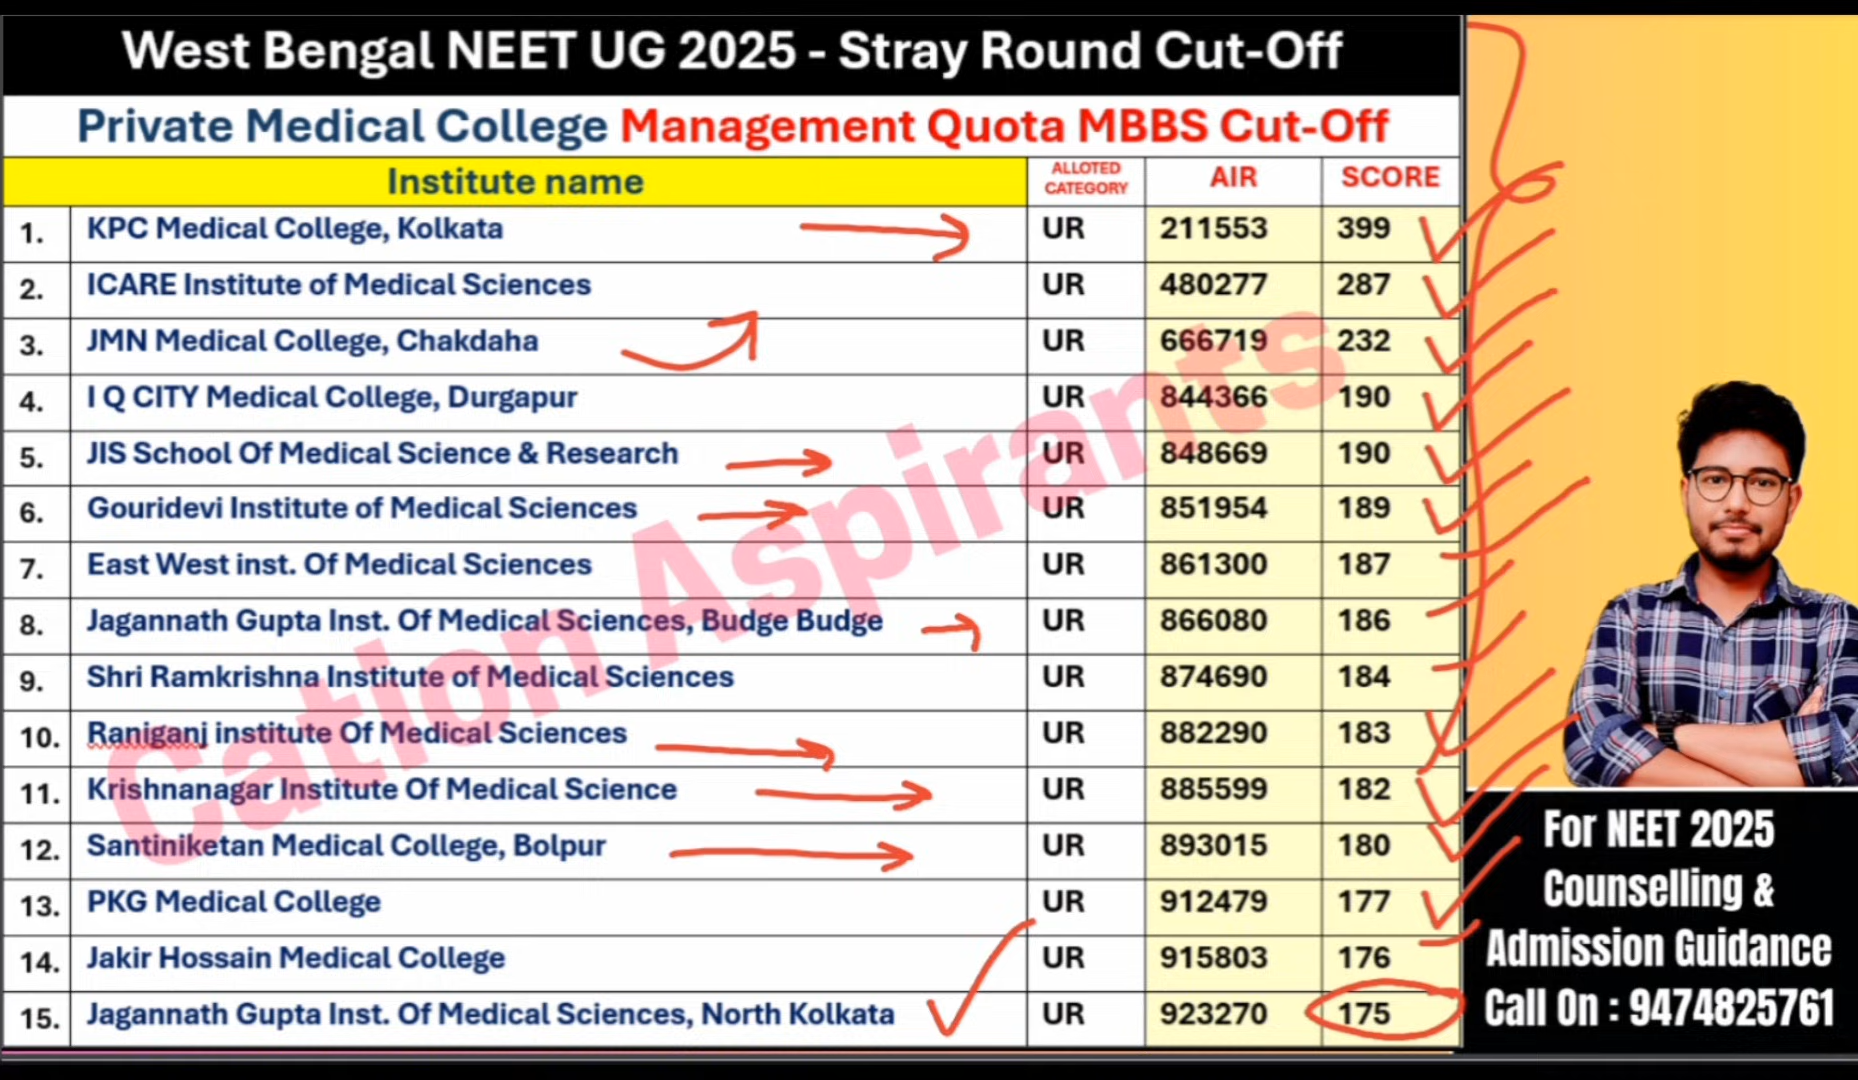 West Bengal NEET UG 2025 - Stray Round Cut-Off
Private Medical College Management Quota MBBS Cut-Off
Institute name ALLOTED CATEGORY AIR SCORE
1. KPC Medical College, Kolkata UR 211553 399
2. ICARE Institute of Medical Sciences UR 480277 287
3. JMN Medical College, Chakdaha UR 666719 232
4. I Q CITY Medical College, Durgapur UR 844366 190
5. JIS School Of Medical Science & Research UR 848669 190
6. Gouridevi Institute of Medical Sciences UR 851954 189
7. East West inst. Of Medical Sciences UR 861300 187
8. Jagannath Gupta Inst. Of Medical Sciences, Budge Budge UR 866080 186
9. Shri Ramkrishna Institute of Medical Sciences UR 874690 184
10. Raniganj institute Of Medical Sciences UR 882290 183
11. Krishnanagar Institute Of Medical Science UR 885599 182
12. Santiniketan Medical College, Bolpur UR 893015 180
13. PKG Medical College UR 912479 177
14. Jakir Hossain Medical College UR 915803 176
15. Jagannath Gupta Inst. Of Medical Sciences, North Kolkata UR 923270 175
Cation Aspirants
For NEET 2025
Counselling &
Admission Guidance
Call On : 9474825761